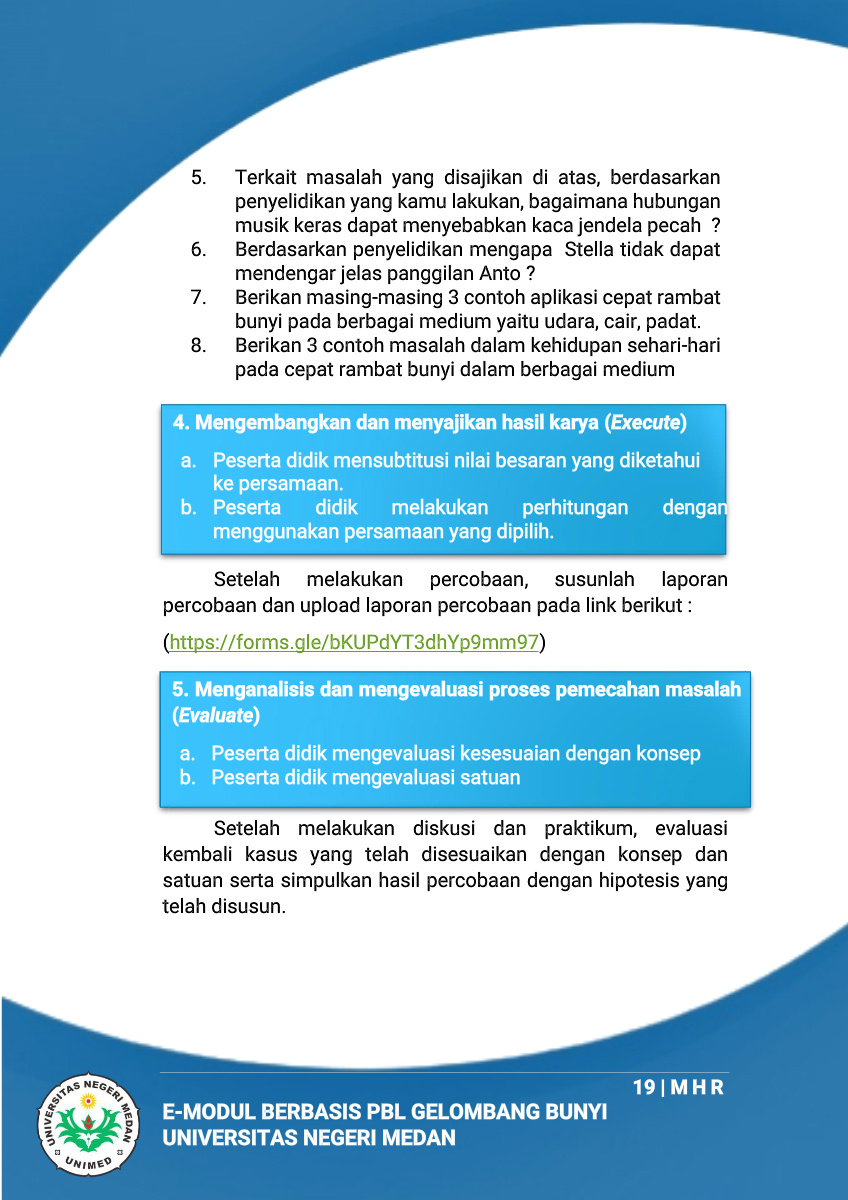 5. Terkait masalah yang disajikan di atas, berdasarkan
penyelidikan yang kamu lakukan, bagaimana hubungan
musik keras dapat menyebabkan kaca jendela pecah ?
6. Berdasarkan penyelidikan mengapa Stella tidak dapat
mendengar jelas panggilan Anto ?
7. Berikan masing-masing 3 contoh aplikasi cepat rambat
bunyi pada berbagai medium yaitu udara, cair, padat.
8. Berikan 3 contoh masalah dalam kehidupan sehari-hari
pada cepat rambat bunyi dalam berbagai medium
4. Mengembangkan dan menyajikan hasil karya (Execute)
a. Peserta didik mensubtitusi nilai besaran yang diketahui
ke persamaan.
b. Peserta didik melakukan perhitungan dengan
menggunakan persamaan yang dipilih.
Setelah melakukan percobaan, susunlah laporan
percobaan dan upload laporan percobaan pada link berikut :
(https://forms.gle/bKUPdYT3dhYp9mm97)
5. Menganalisis dan mengevaluasi proses pemecahan masalah
(Evaluate)
a. Peserta didik mengevaluasi kesesuaian dengan konsep
b. Peserta didik mengevaluasi satuan
Setelah melakukan diskusi dan praktikum, evaluasi
kembali kasus yang telah disesuaikan dengan konsep dan
satuan serta simpulkan hasil percobaan dengan hipotesis yang
telah disusun.
19 | M H R
E-MODUL BERBASIS PBL GELOMBANG BUNYI
UNIVERSITAS NEGERI MEDAN
UNIVERSITAS NEGERI MEDAN
UNIMED